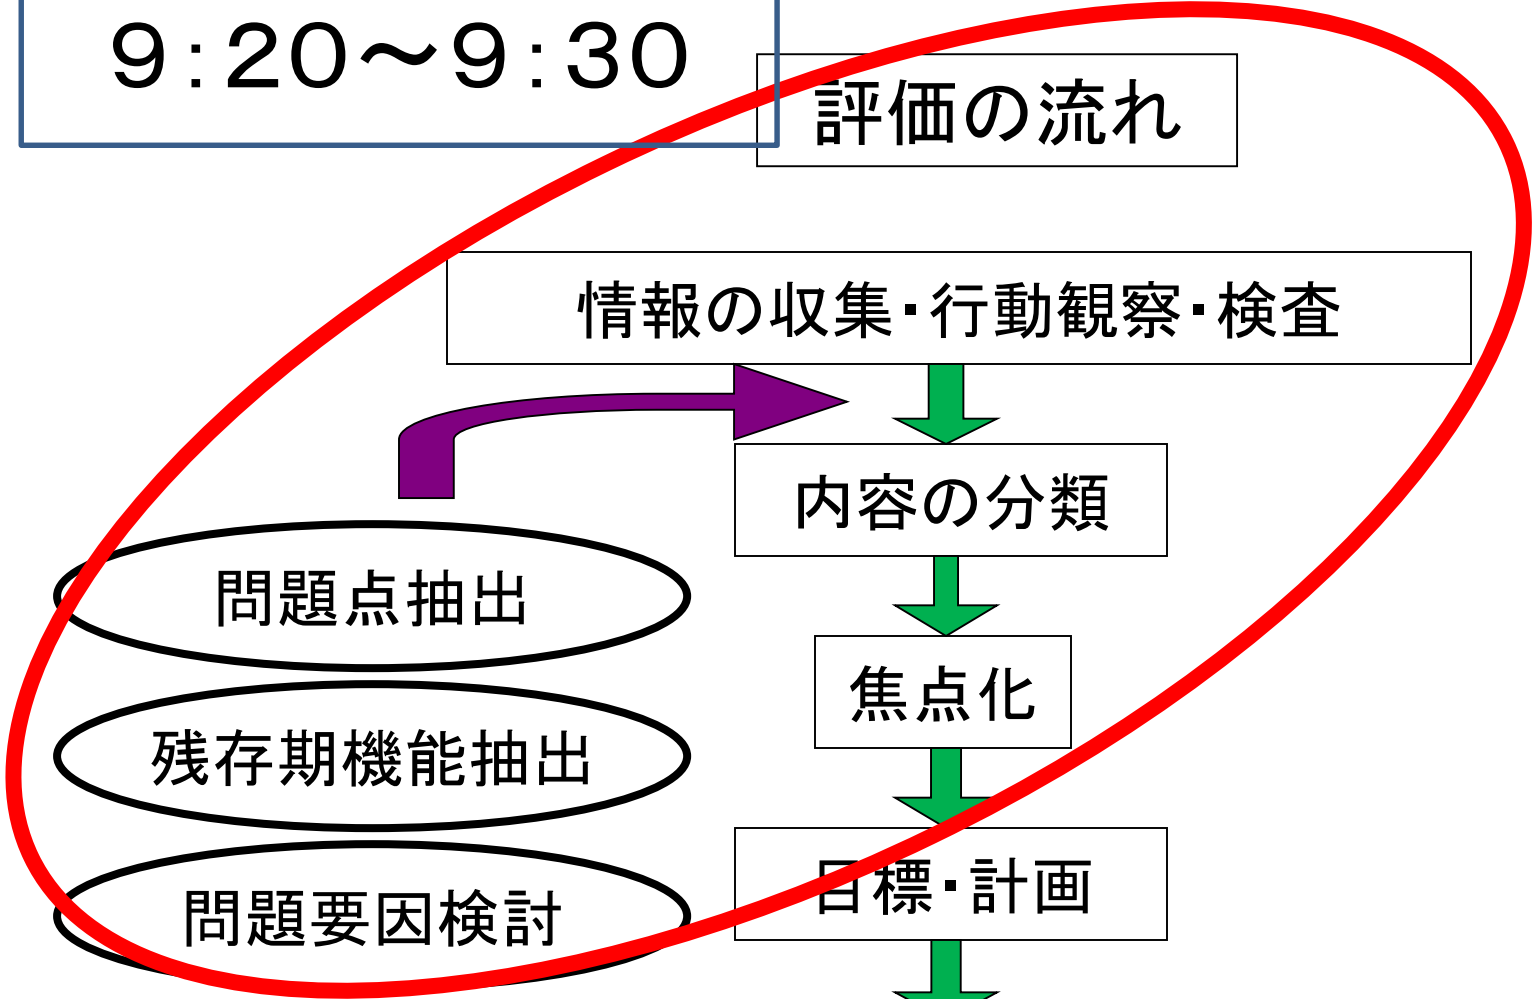 ９：２０～９：３０
評価の流れ
情報の収集・行動観察・検査
内容の分類
問題点抽出
焦点化
残存期機能抽出
目標・計画
問題要因検討